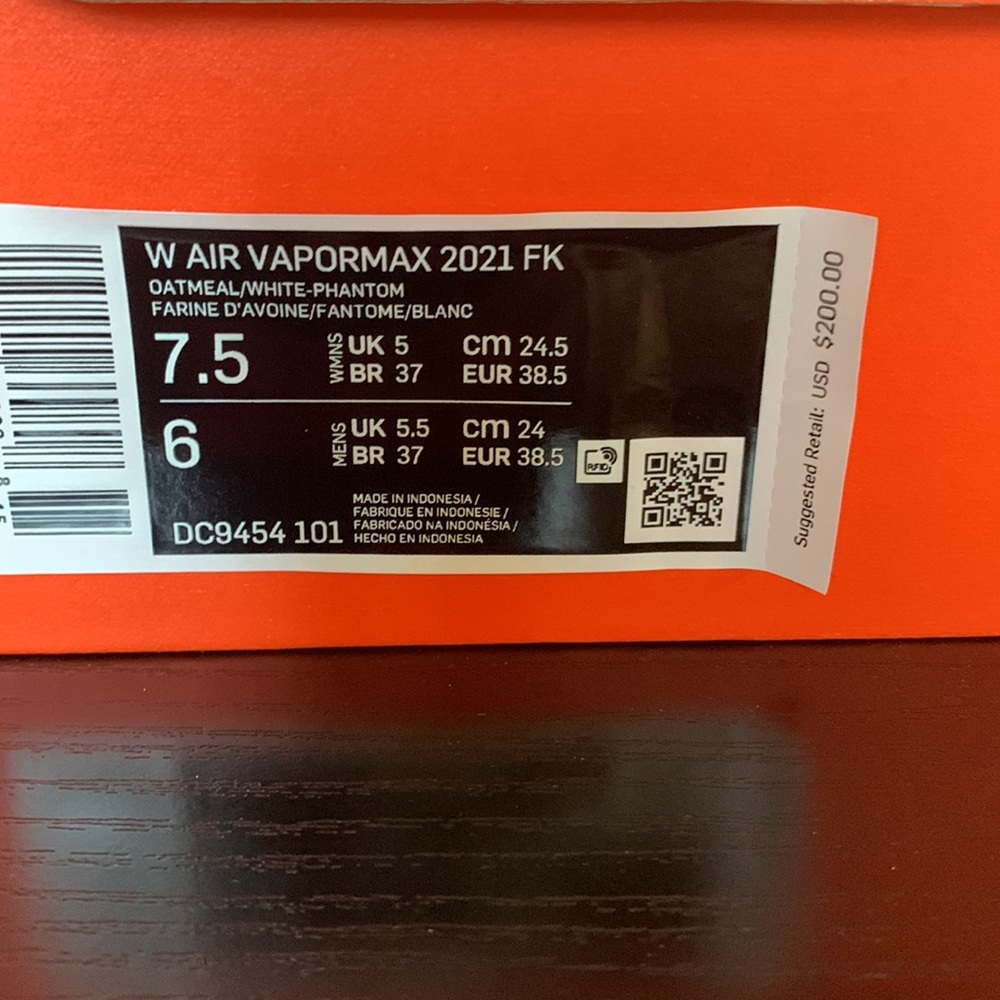 W AIR VAPORMAX 2021 FK
OATMEAL/WHITE-PHANTOM
FARINE D'AVOINE/FANTOME/BLANC
7.5 WMNS UK 5 cm 24.5
BR 37 EUR 38.5
6 MENS UK 5.5 cm 24
BR 37 EUR 38.5
RFID
MADE IN INDONESIA /
FABRIQUE EN INDONESIE /
FABRICADO NA INDONÉSIA /
HECHO EN INDONESIA
DC9454 101
Suggested Retail: USD $200.00